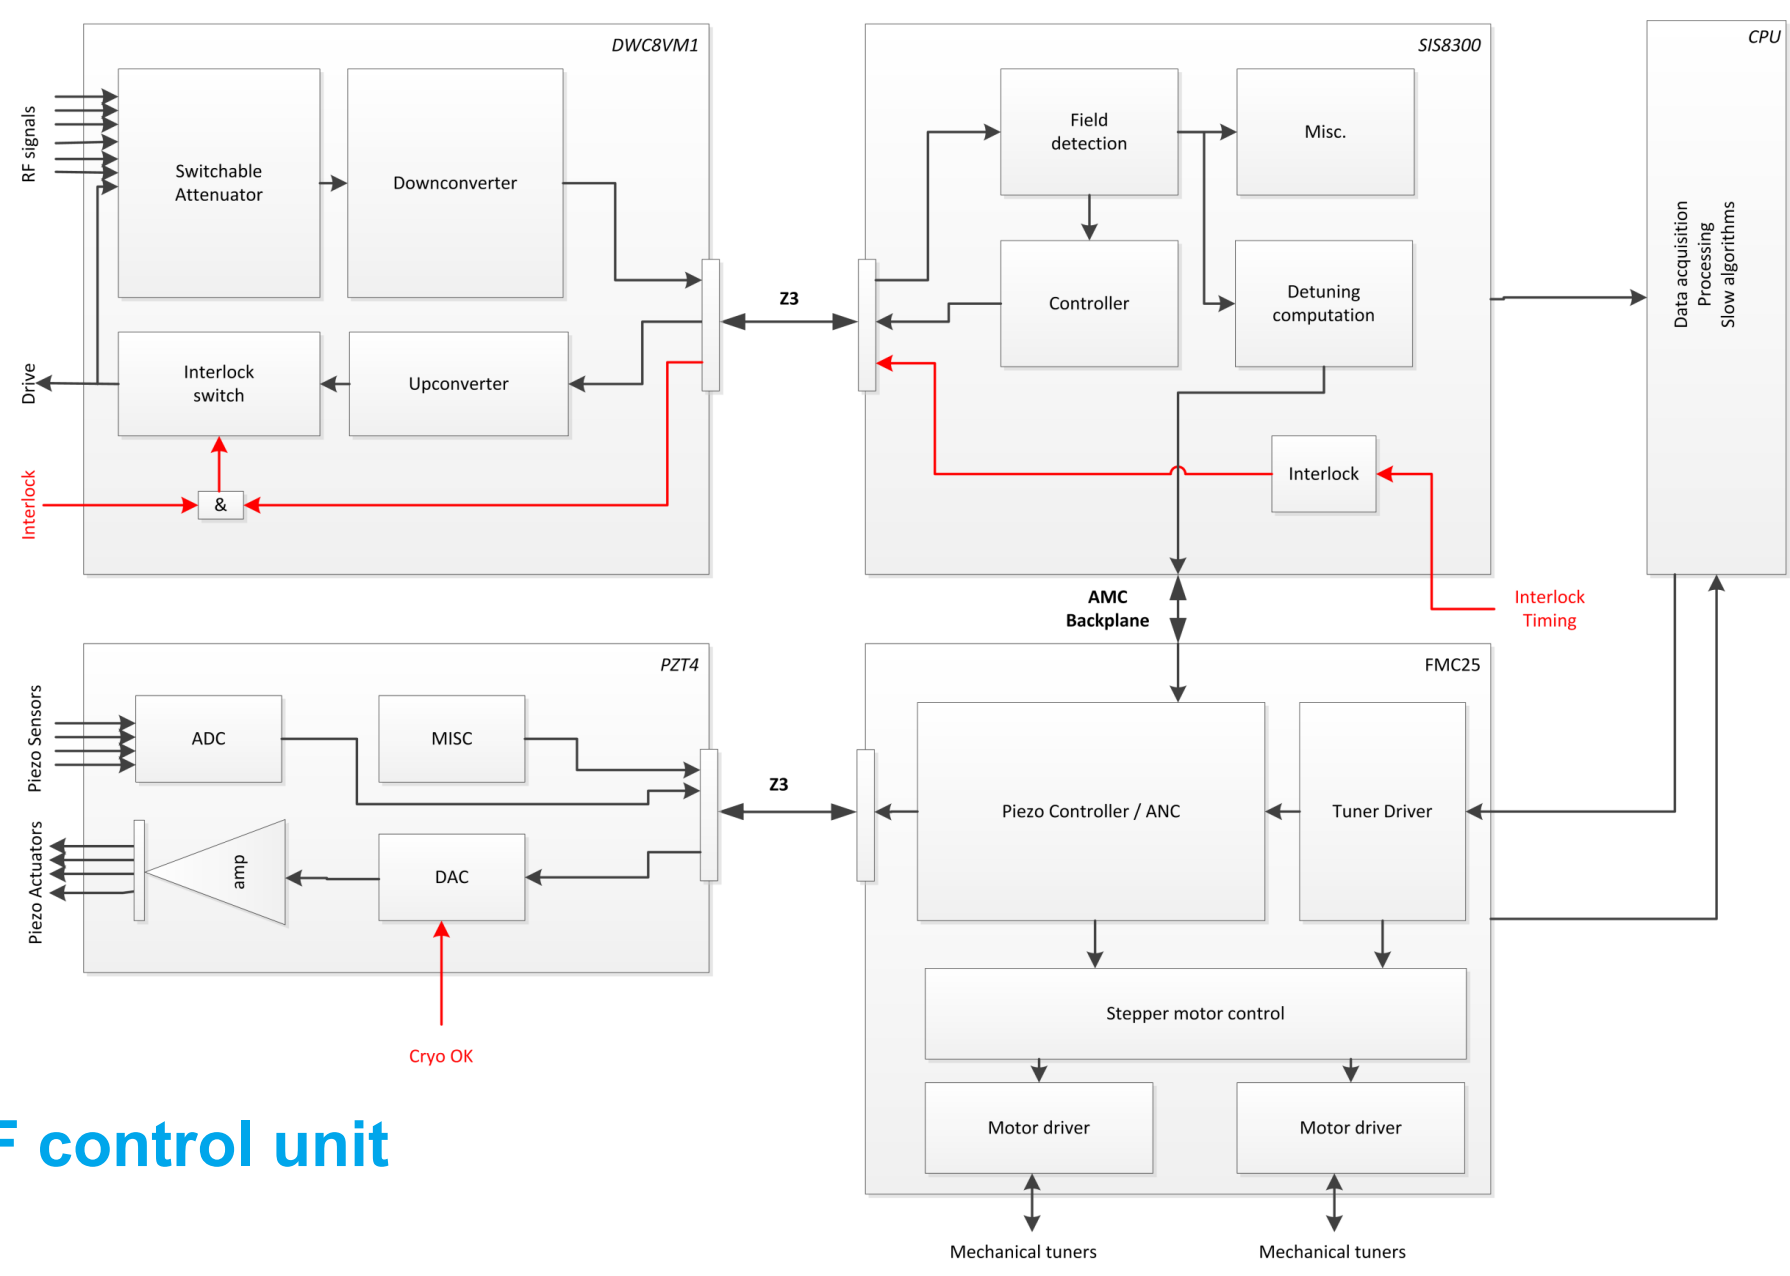 DWC8VM1
RF signals
Switchable
Attenuator
Downconverter
Drive
Interlock
switch
Upconverter
Interlock
&
Z3
SIS8300
Field
detection
Misc.
Controller
Detuning
computation
Interlock
Interlock
Timing
CPU
Data acquisition
Processing
Slow algorithms
AMC
Backplane
PZT4
Piezo Sensors
ADC
MISC
Piezo Actuators
amp
DAC
Cryo OK
Z3
FMC25
Piezo Controller / ANC
Tuner Driver
Stepper motor control
Motor driver
Motor driver
Mechanical tuners
Mechanical tuners
F control unit